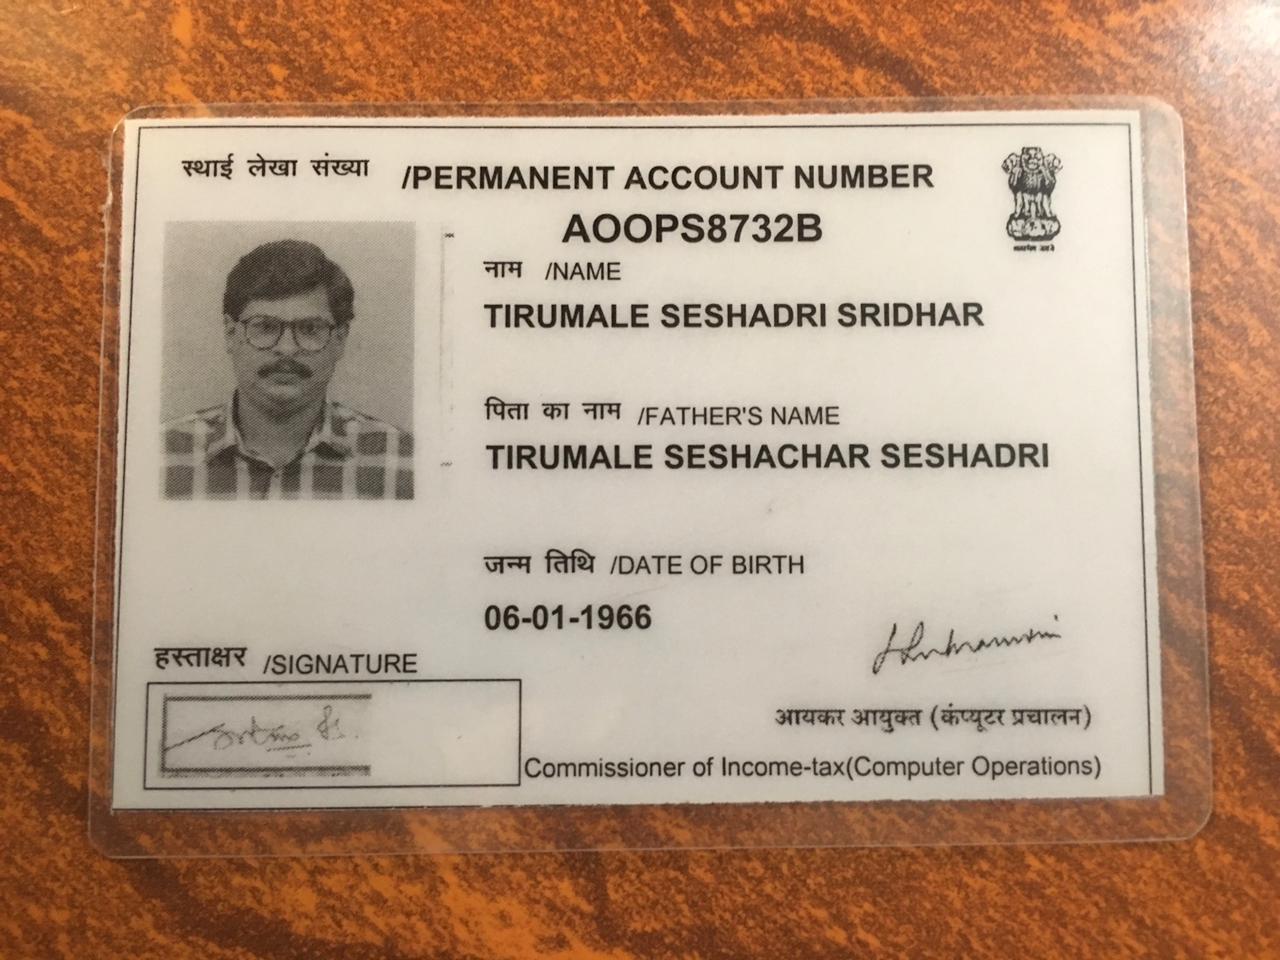 स्थाई लेखा संख्या /PERMANENT ACCOUNT NUMBER
AOOPS8732B
नाम /NAME
TIRUMALE SESHADRI SRIDHAR
पिता का नाम /FATHER'S NAME
TIRUMALE SESHACHAR SESHADRI
जन्म तिथि /DATE OF BIRTH
06-01-1966
हस्ताक्षर /SIGNATURE
आयकर आयुक्त (कंप्यूटर प्रचालन)
Commissioner of Income-tax(Computer Operations)